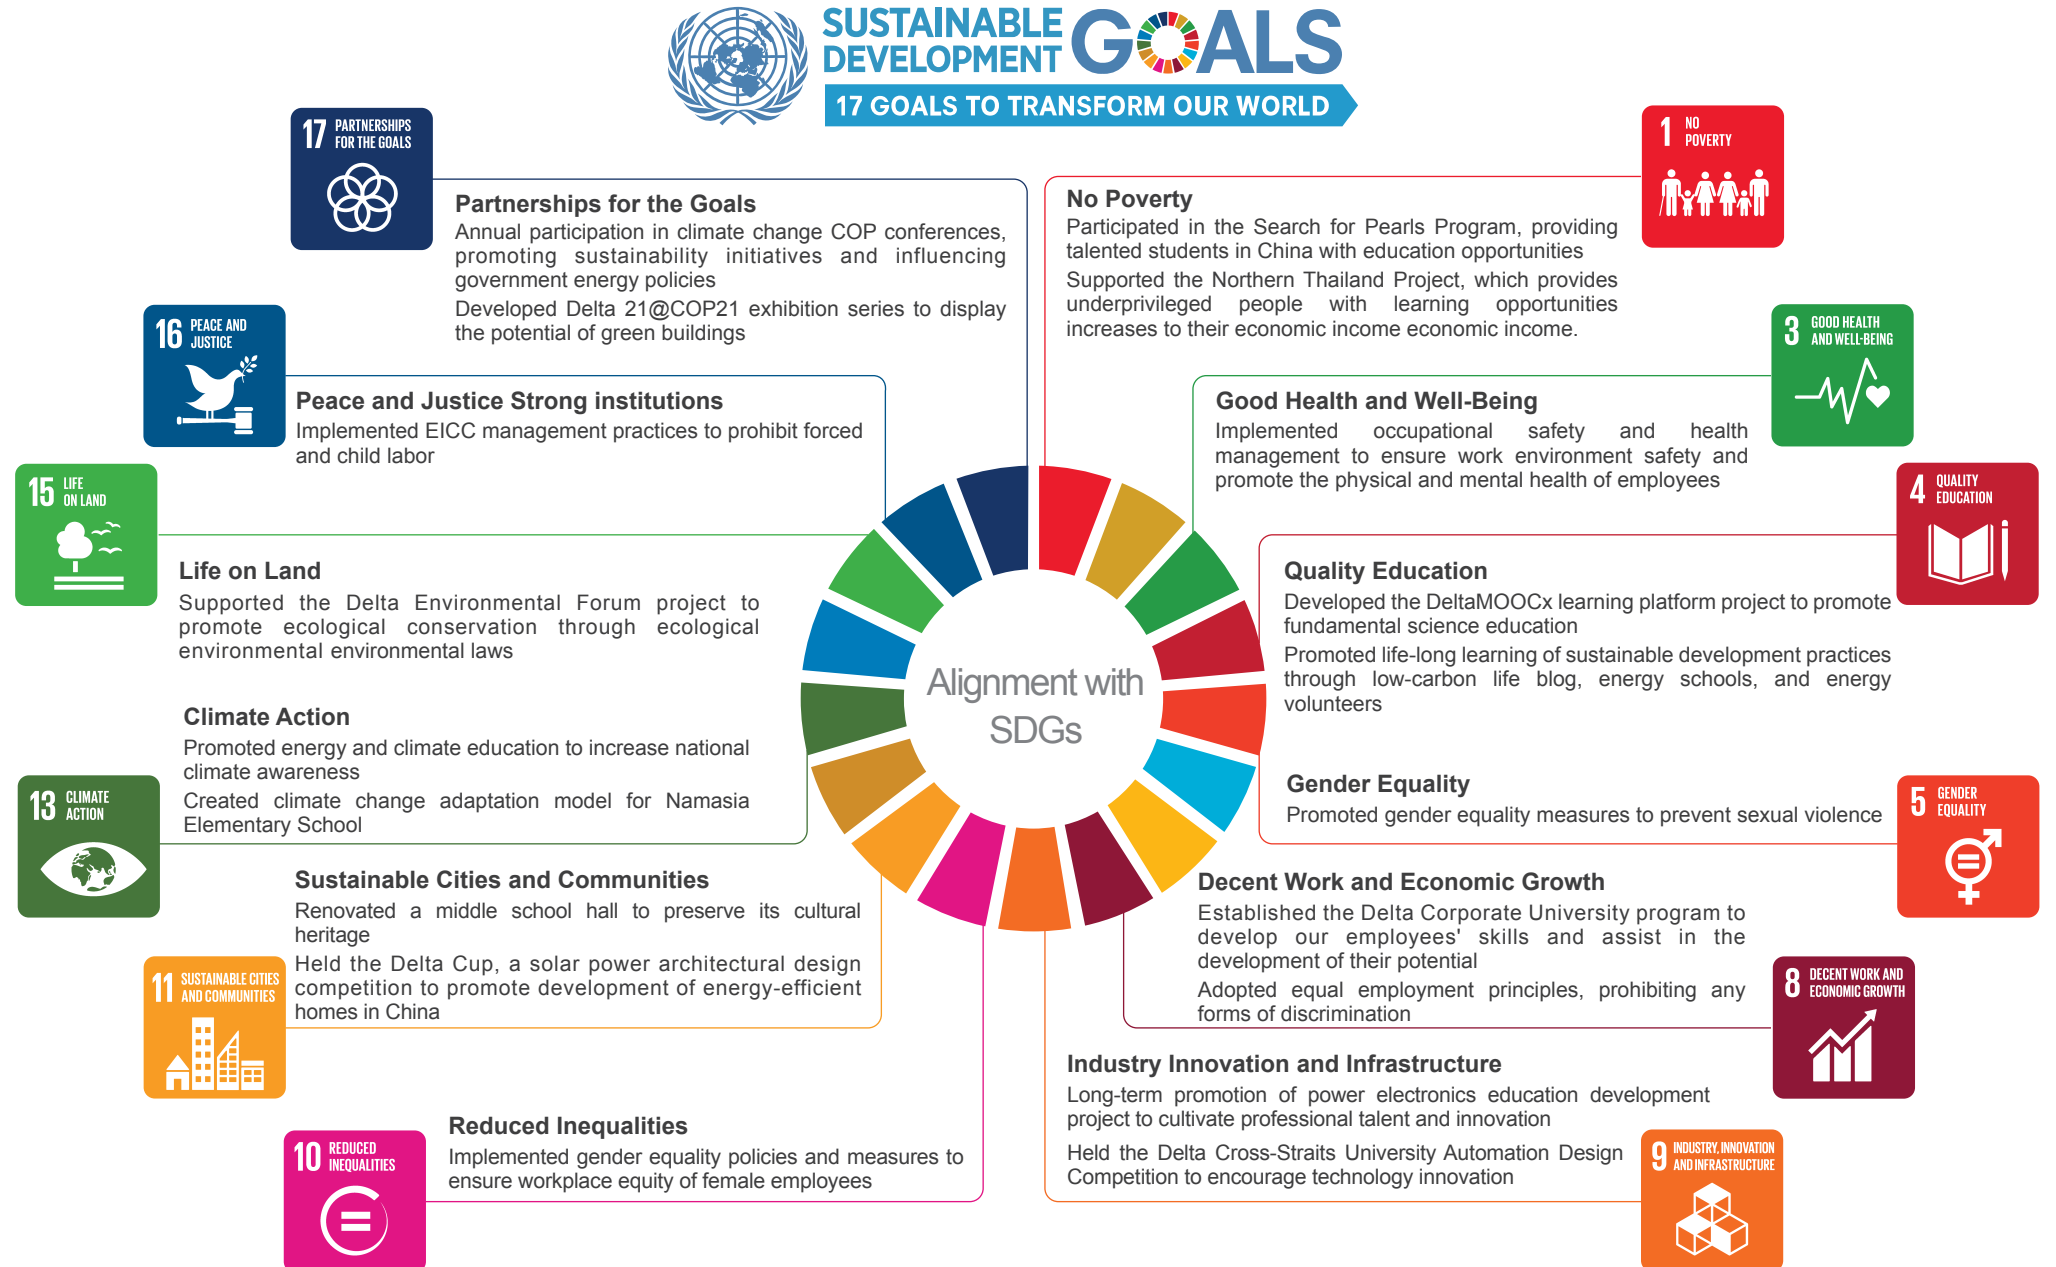 SUSTAINABLE
DEVELOPMENT
GOALS
17 GOALS TO TRANSFORM OUR WORLD
17 PARTNERSHIPS
FOR THE GOALS
Partnerships for the Goals
Annual participation in climate change COP conferences,
promoting sustainability initiatives and influencing
government energy policies
Developed Delta 21@COP21 exhibition series to display
the potential of green buildings
16 PEACE AND
JUSTICE
Peace and Justice Strong institutions
Implemented EICC management practices to prohibit forced
and child labor
15 LIFE
ON LAND
Life on Land
Supported the Delta Environmental Forum project to
promote ecological conservation through ecological
environmental environmental laws
13 CLIMATE
ACTION
Climate Action
Promoted energy and climate education to increase national
climate awareness
Created climate change adaptation model for Namasia
Elementary School
11 SUSTAINABLE CITIES
AND COMMUNITIES
Sustainable Cities and Communities
Renovated a middle school hall to preserve its cultural
heritage
Held the Delta Cup, a solar power architectural design
competition to promote development of energy-efficient
homes in China
10 REDUCED
INEQUALITIES
Reduced Inequalities
Implemented gender equality policies and measures to
ensure workplace equity of female employees
Alignment with
SDGs
1 NO
POVERTY
No Poverty
Participated in the Search for Pearls Program, providing
talented students in China with education opportunities
Supported the Northern Thailand Project, which provides
underprivileged people with learning opportunities
increases to their economic income economic income.
3 GOOD HEALTH
AND WELL-BEING
Good Health and Well-Being
Implemented occupational safety and health
management to ensure work environment safety and
promote the physical and mental health of employees
4 QUALITY
EDUCATION
Quality Education
Developed the DeltaMOOCx learning platform project to promote
fundamental science education
Promoted life-long learning of sustainable development practices
through low-carbon life blog, energy schools, and energy
volunteers
5 GENDER
EQUALITY
Gender Equality
Promoted gender equality measures to prevent sexual violence
8 DECENT WORK AND
ECONOMIC GROWTH
Decent Work and Economic Growth
Established the Delta Corporate University program to
develop our employees' skills and assist in the
development of their potential
Adopted equal employment principles, prohibiting any
forms of discrimination
9 INDUSTRY, INNOVATION
AND INFRASTRUCTURE
Industry Innovation and Infrastructure
Long-term promotion of power electronics education development
project to cultivate professional talent and innovation
Held the Delta Cross-Straits University Automation Design
Competition to encourage technology innovation